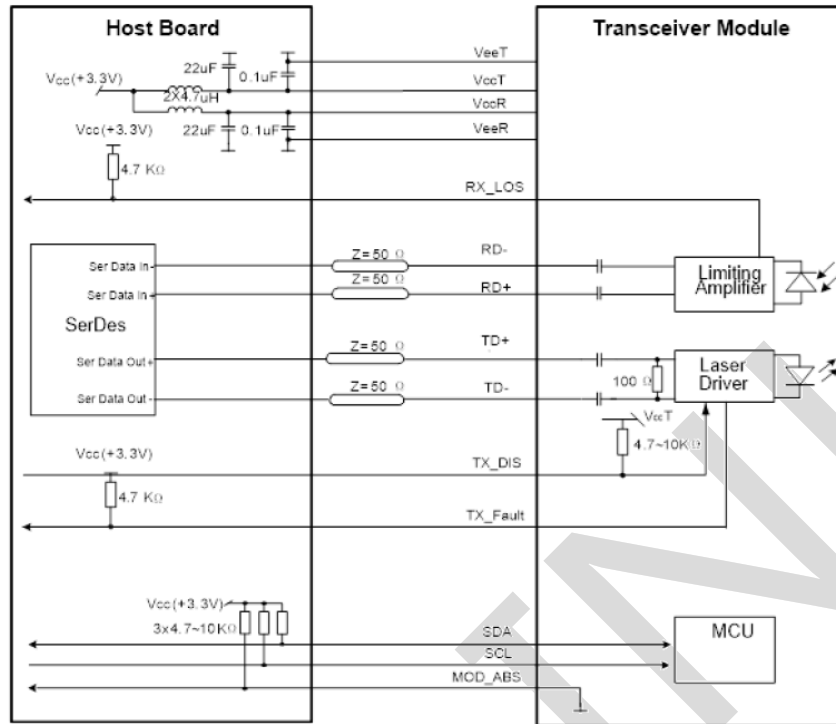 Host Board
Transceiver Module
VeeT
22uF
0.1uF
Vcc(+3.3V)
VccT
2X4.7uH
VccR
Vcc(+3.3V)
22uF
0.1uF
VeeR
4.7 KΩ
RX_LOS
Z=50 Ω
RD-
Ser Data In-
Z=50 Ω
Limiting
Amplifier
Ser Data In+
RD+
SerDes
TD+
Ser Data Out+
Z=50 Ω
Laser
Driver
Z=50 Ω
100 Ω
Ser Data Out-
TD-
VccT
4.7~10KΩ
Vcc(+3.3V)
TX_DIS
4.7 KΩ
TX_Fault
Vcc(+3.3V)
3x4.7~10KΩ
SDA
MCU
SCL
MOD_ABS